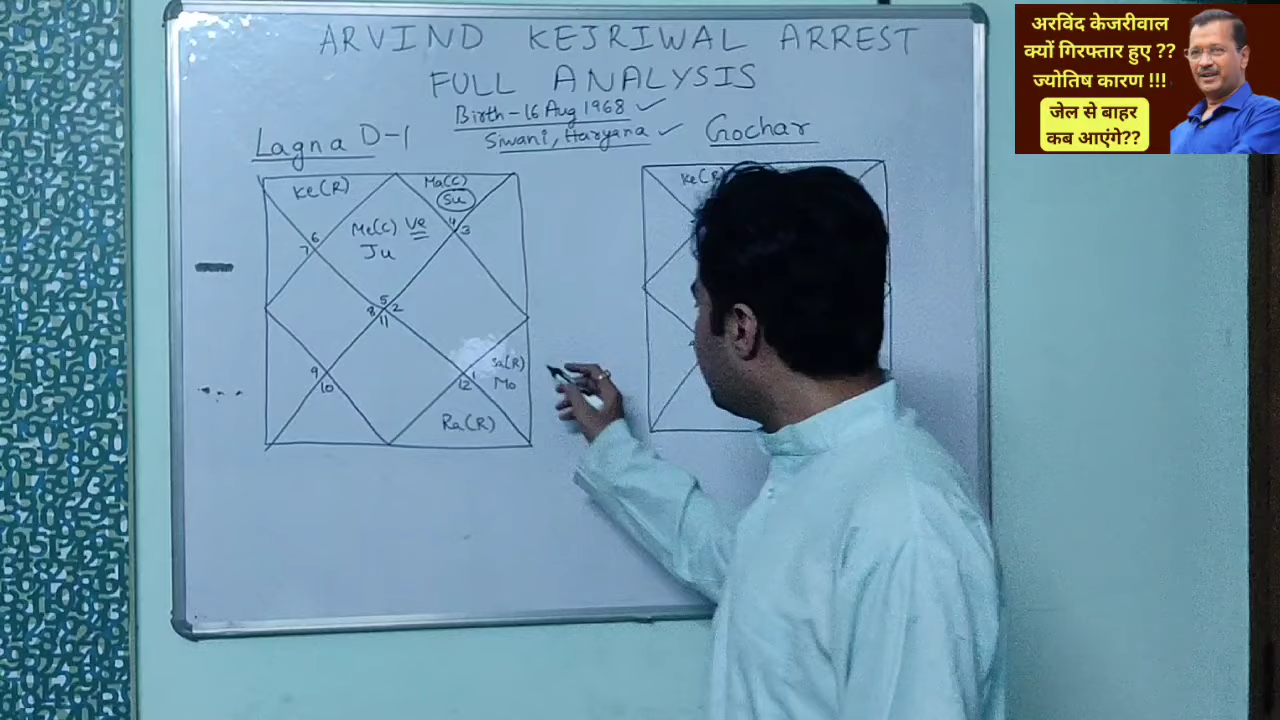 ARVIND KEJRIWAL ARREST
FULL ANALYSIS
Birth - 16 Aug 1968 ✓
Siwani, Haryana ✓
Lagna D-1
Gochar
Ke(R)
Ma(C)
Su
Me(C) Ve
Ju
6
7
4
3
5
8 2
11
9
10
1
12
Sa(R)
Mo
Ra(R)
Ke(R)
अरविंद केजरीवाल
क्यों गिरफ्तार हुए ??
ज्योतिष कारण !!!
जेल से बाहर
कब आएंगे??